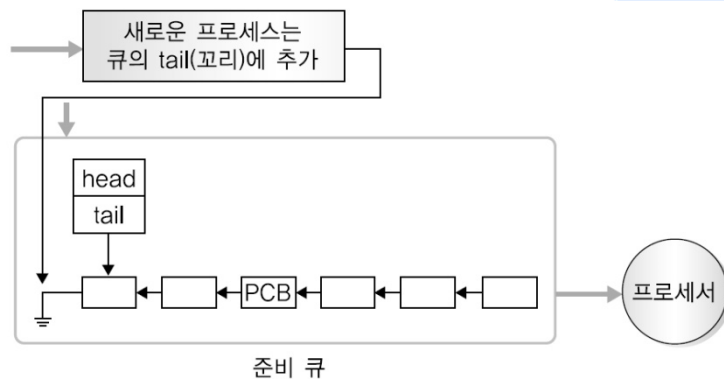 새로운 프로세스는
큐의 tail(꼬리)에 추가
head
tail
PCB
프로세서
준비 큐